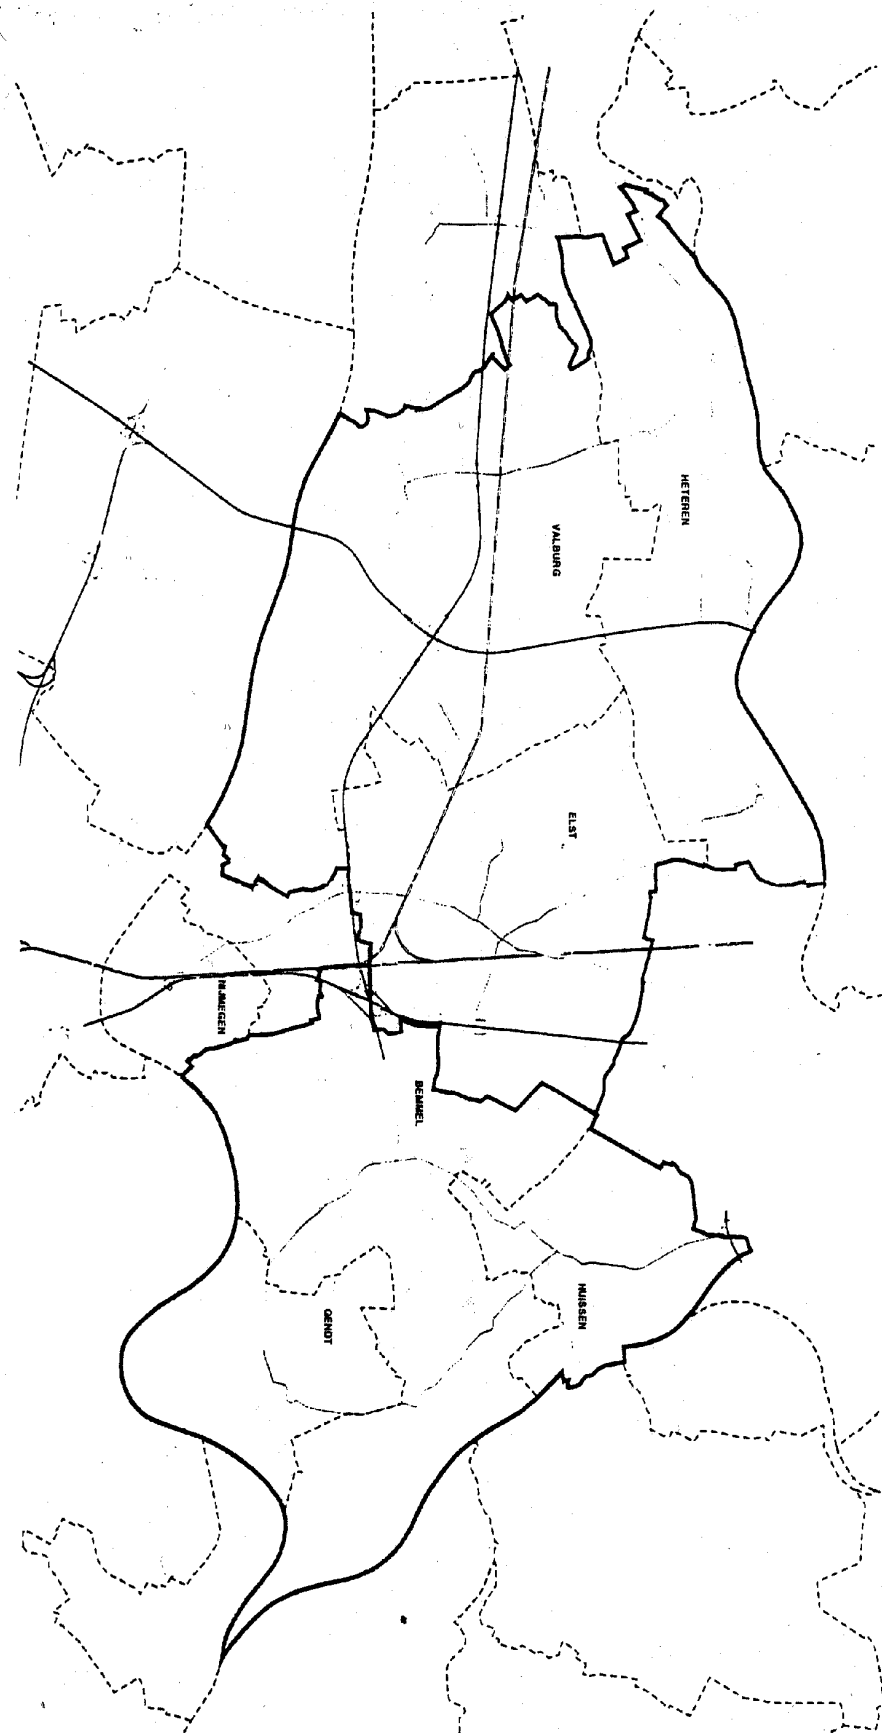 HETEREN
VALBURG
ELST
NIJMEGEN
BEMMEL
HUISSEN
GENDT